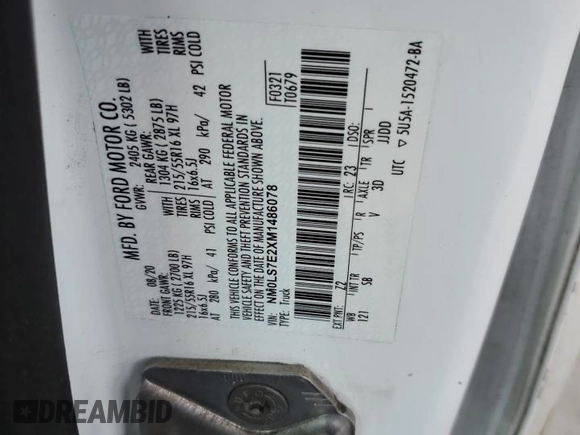 MFD. BY FORD MOTOR CO.
DATE: 08/20 GVWR: 2405 KG ( 5302 LB)
FRONT GAWR: REAR GAWR: WITH
1225 KG ( 2700 LB) 1304 KG ( 2875 LB) TIRES
215/55R16 XL 97H 215/55R16 XL 97H RIMS
16x6.5J 16x6.5J
AT 280 kPa/ 41 AT 290 kPa/ 42 PSI COLD
THIS VEHICLE CONFORMS TO ALL APPLICABLE FEDERAL MOTOR
VEHICLE SAFETY AND THEFT PREVENTION STANDARDS IN
EFFECT ON THE DATE OF MANUFACTURE SHOWN ABOVE.
VIN: NM0LS7E2XM1486078
TYPE: Truck
F0321
T0679
EXT PNT: Z2 RC: 23 DSO:
WB INT TR TP/PS R AXLE TR SPR
121 SB V 3D JJDD
UTC ▽ 5U5A-1520472-BA
DREAMBID